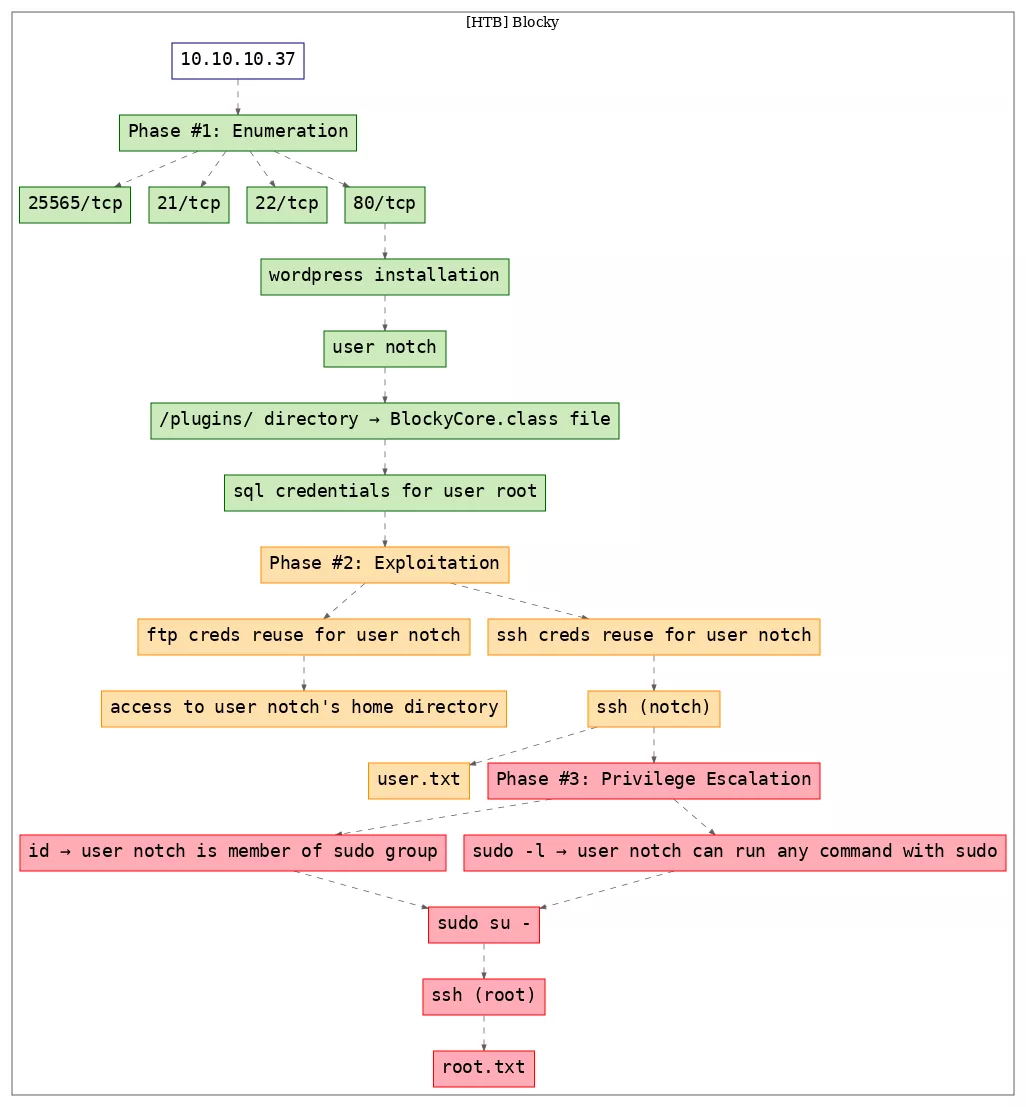 [HTB] Blocky
10.10.10.37
Phase #1: Enumeration
25565/tcp
21/tcp
22/tcp
80/tcp
wordpress installation
user notch
/plugins/ directory → BlockyCore.class file
sql credentials for user root
Phase #2: Exploitation
ftp creds reuse for user notch
ssh creds reuse for user notch
access to user notch's home directory
ssh (notch)
user.txt
Phase #3: Privilege Escalation
id → user notch is member of sudo group
sudo -l → user notch can run any command with sudo
sudo su -
ssh (root)
root.txt